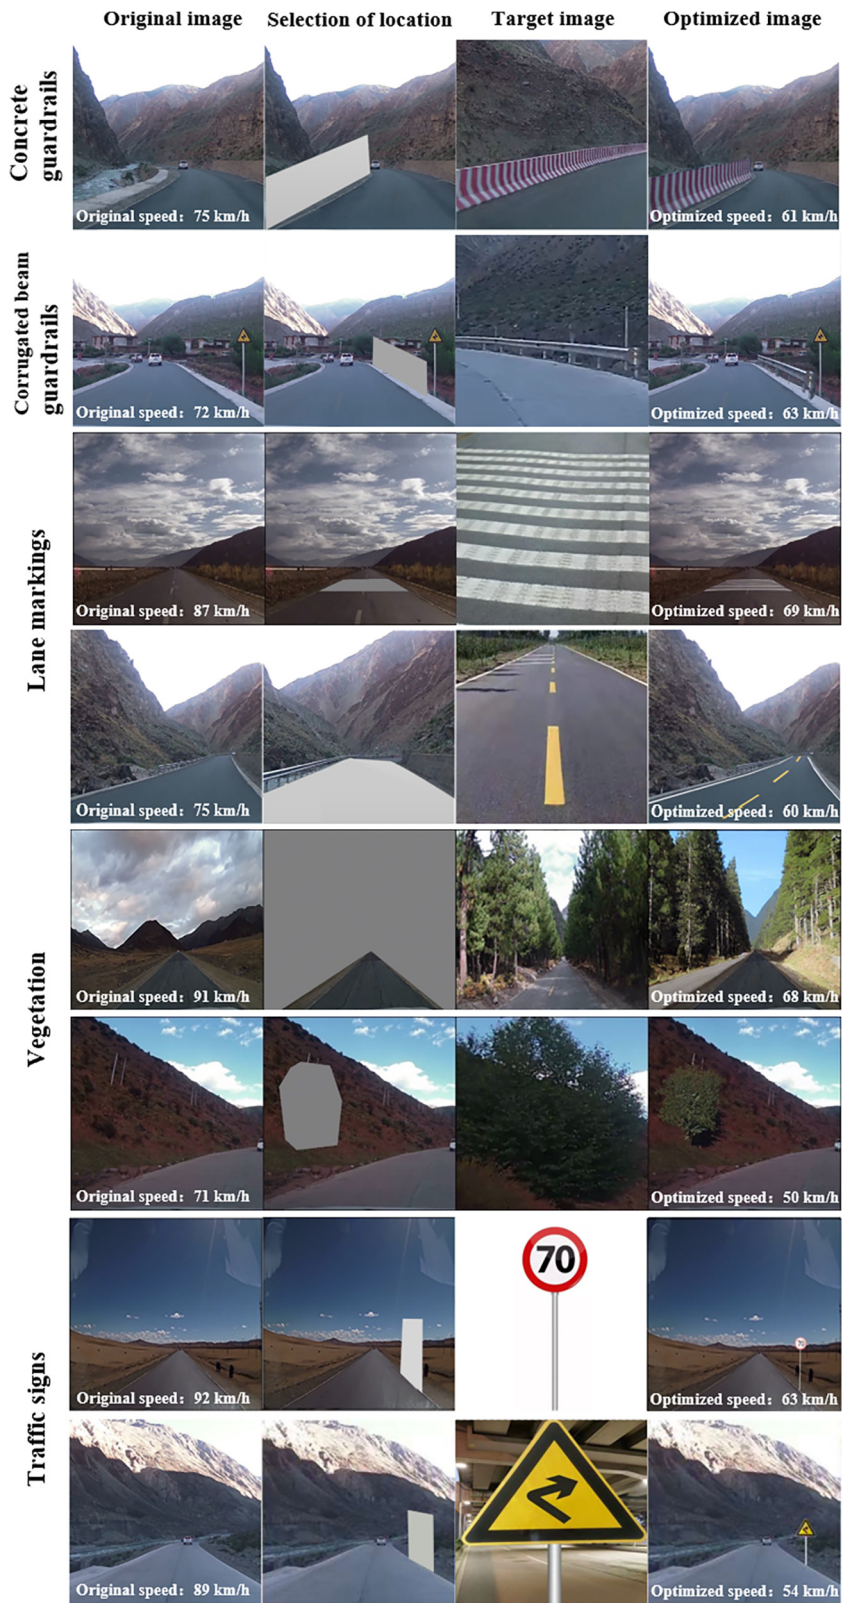 Original image
Selection of location
Target image
Optimized image
Concrete
guardrails
Original speed: 75 km/h
Optimized speed: 61 km/h
Corrugated beam
guardrails
Original speed: 72 km/h
Optimized speed: 63 km/h
Lane markings
Original speed: 87 km/h
Optimized speed: 69 km/h
Original speed: 75 km/h
Optimized speed: 60 km/h
Vegetation
Original speed: 91 km/h
Optimized speed: 68 km/h
Original speed: 71 km/h
Optimized speed: 50 km/h
Traffic signs
70
70
Original speed: 92 km/h
Optimized speed: 63 km/h
Original speed: 89 km/h
Optimized speed: 54 km/h